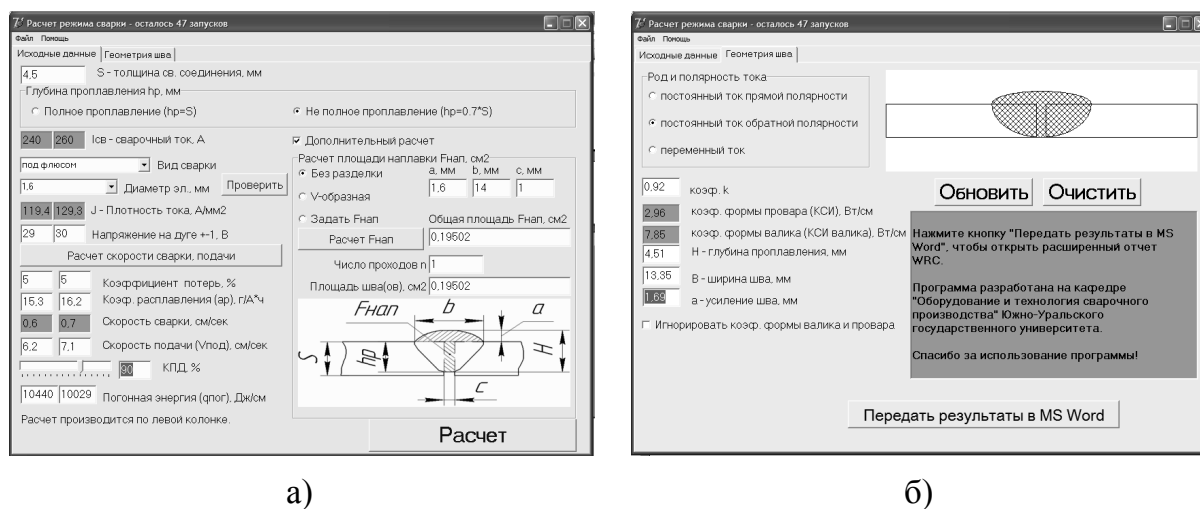 Расчет режима сварки - осталось 47 запусков
Файл Помощь
Исходные данные Геометрия шва
4,5 S - толщина св. соединения, мм
Глубина проплавления hp, мм
Полное проплавление (hp=S) Не полное проплавление (hp=0.7*S)
240 260 Iсв - сварочный ток, А
Дополнительный расчет
под флюсом Вид сварки
1.6 Диаметр эл., мм Проверить
119,4 129,3 J - Плотность тока, А/мм2
29 30 Напряжение на дуге +-1, В
Расчет скорости сварки, подачи
5 5 Коэффициент потерь, %
15,3 16,2 Коэф. расплавления (ар), г/А*ч
0,6 0,7 Скорость сварки, см/сек
6,2 7,1 Скорость подачи (Vпод), см/сек
90 КПД, %
10440 10029 Погонная энергия (qпог), Дж/см
Расчет производится по левой колонке.
Расчет площади наплавки Fнап, см2
Без разделки a, мм b, мм c, мм
1,6 14 1
V-образная
Задать Fнап Общая площадь Fнап, см2
Расчет Fнап 0,19502
Число проходов n 1
Площадь шва(ов), см2 0,19502
Fнап b a
S hp H
c
Расчет
а)
Расчет режима сварки - осталось 47 запусков
Файл Помощь
Исходные данные Геометрия шва
Род и полярность тока
постоянный ток прямой полярности
постоянный ток обратной полярности
переменный ток
0,92 коэф. k
2,96 коэф. формы провара (КСИ), Вт/см
7,85 коэф. формы валика (КСИ валика), Вт/см
4,51 H - глубина проплавления, мм
13,35 B - ширина шва, мм
1,69 a - усиление шва, мм
Игнорировать коэф. формы валика и провара
Обновить Очистить
Нажмите кнопку "Передать результаты в MS
Word", чтобы открыть расширенный отчет
WRC.
Программа разработана на кафедре
"Оборудование и технология сварочного
производства" Южно-Уральского
государственного университета.
Спасибо за использование программы!
Передать результаты в MS Word
б)